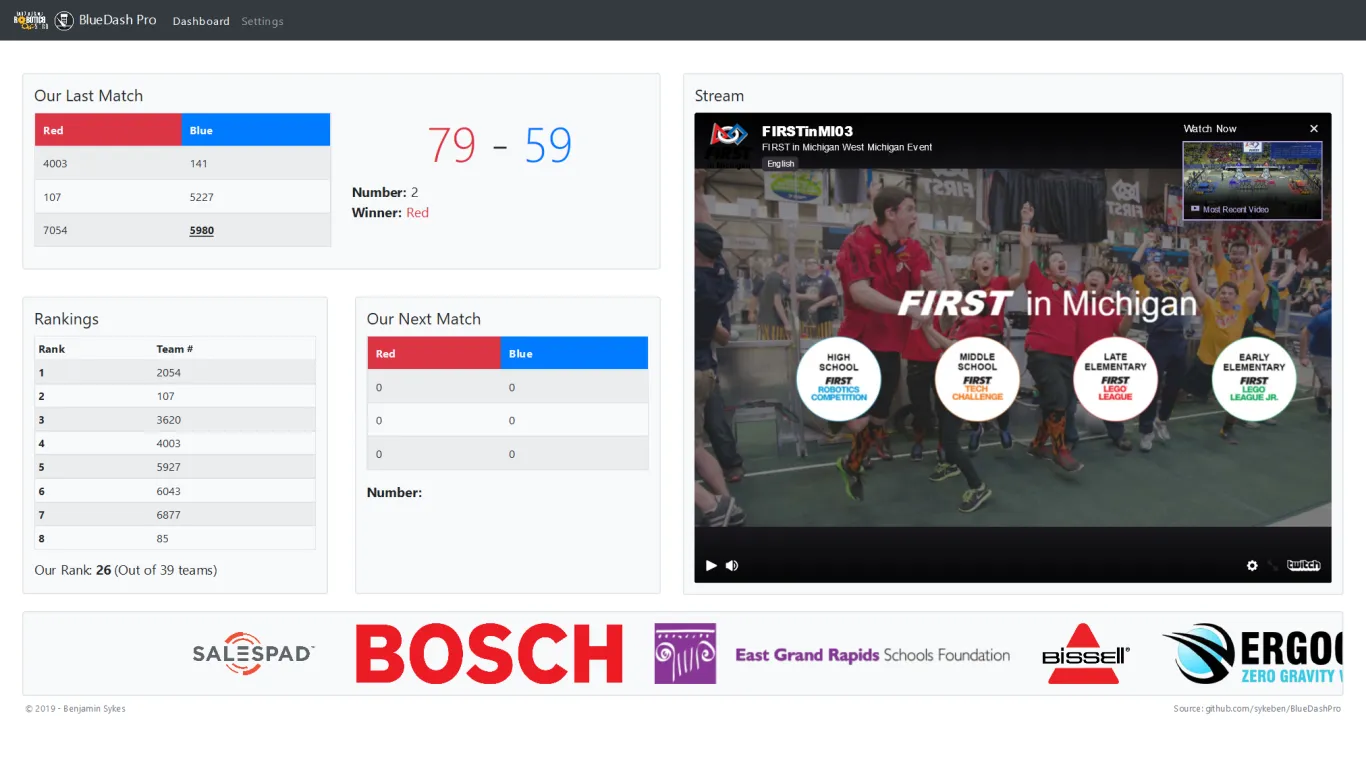 BlueDash Pro
Dashboard
Settings
Our Last Match
Red Blue
4003 141
107 5227
7054 5980
79 - 59
Number: 2
Winner: Red
Rankings
Rank Team #
1 2054
2 107
3 3620
4 4003
5 5927
6 6043
7 6877
8 85
Our Rank: 26 (Out of 39 teams)
Our Next Match
Red Blue
0 0
0 0
0 0
Number:
Stream
FIRSTinMI03
FIRST in Michigan West Michigan Event
English
Watch Now
Most Recent Video
FIRST in Michigan
HIGH
SCHOOL
FIRST
ROBOTICS
COMPETITION
MIDDLE
SCHOOL
FIRST
TECH
CHALLENGE
LATE
ELEMENTARY
FIRST
LEGO
LEAGUE
EARLY
ELEMENTARY
FIRST
LEGO
LEAGUE JR.
twitch
SALESPAD
BOSCH
East Grand Rapids Schools Foundation
BISSELL
ZERO GRAVITY
© 2019 - Benjamin Sykes
Source: github.com/sykeben/BlueDashPro